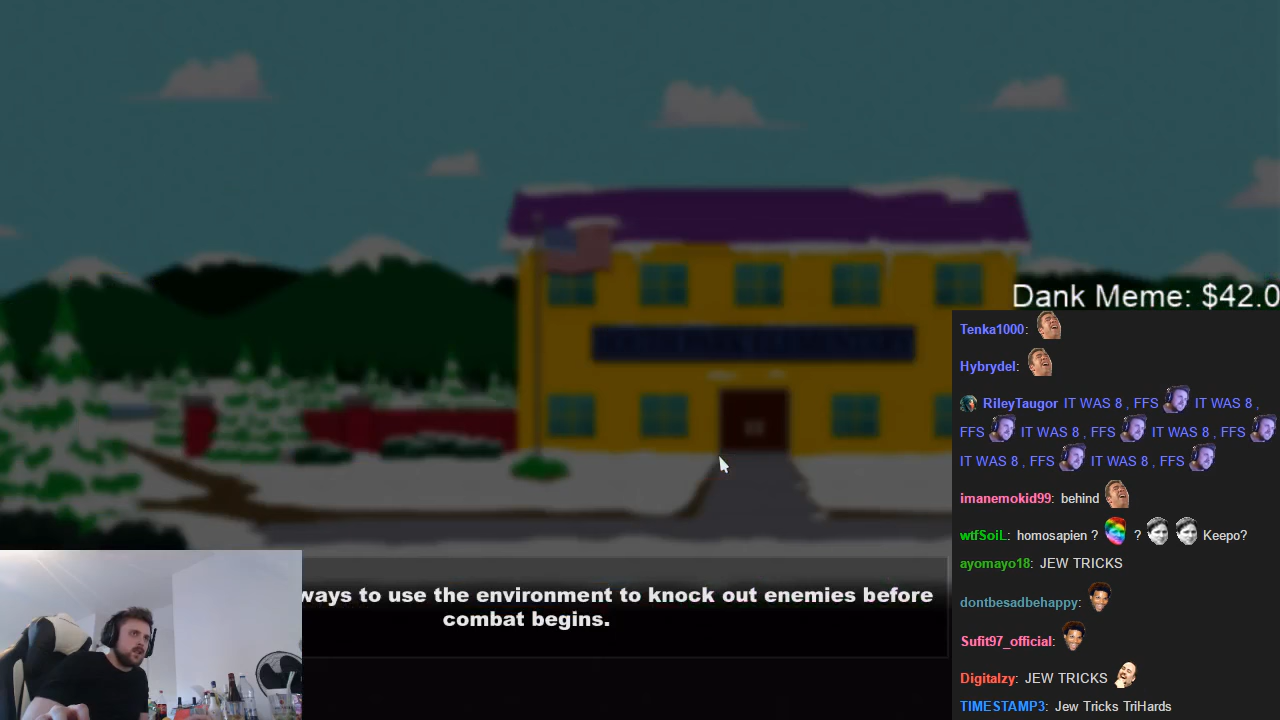 Dank Meme: $42.0
Tenka1000:
Hybrydel:
RileyTaugor IT WAS 8 , FFS IT WAS 8 ,
FFS IT WAS 8 , FFS IT WAS 8 , FFS
IT WAS 8 , FFS IT WAS 8 , FFS
imanemokid99: behind
wtfSoiL: homosapien ? ? Keepo?
ayomayo18: JEW TRICKS
dontbesadbehappy:
Sufit97_official:
Digitalzy: JEW TRICKS
TIMESTAMP3: Jew Tricks TriHards
ways to use the environment to knock out enemies before
combat begins.